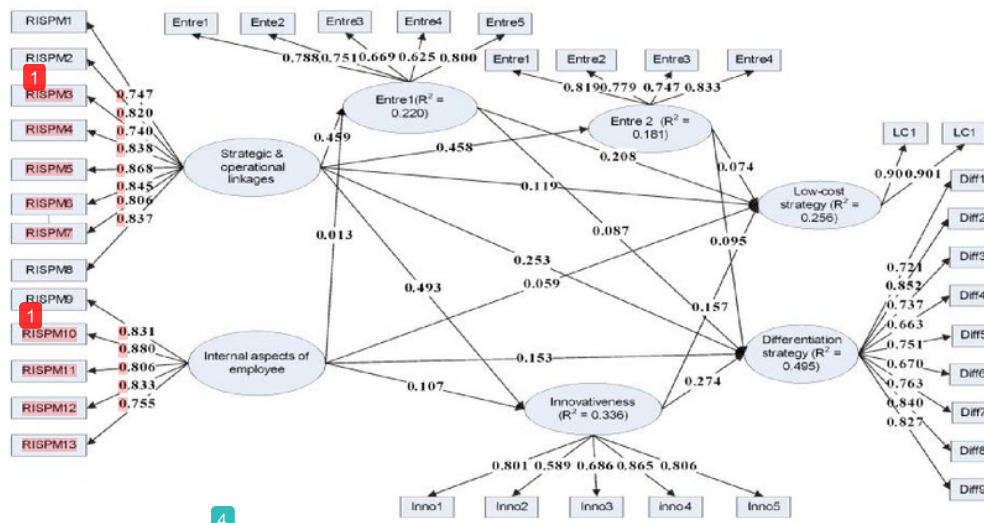 RISPM1
RISPM2
1
RISPM3
RISPM4
RISPM5
RISPM6
RISPM7
RISPM8
RISPM9
1
RISPM10
RISPM11
RISPM12
RISPM13
0.747
0.820
0.740
0.838
0.868
0.845
0.806
0.837
0.831
0.880
0.806
0.833
0.755
Strategic &
operational
linkages
Internal aspects of
employee
Entre1
Ente2
Entre3
Entre4
Entre5
0.788
0.751
0.669
0.625
0.800
Entre1(R² =
0.220)
Entre1
Entre2
Entre3
Entre4
0.819
0.779
0.747
0.833
Entre 2 (R² =
0.181)
0.459
0.458
0.208
0.074
0.119
0.013
0.087
0.095
0.253
0.059
0.493
0.157
0.153
0.107
0.274
LC1
LC1
0.90
0.901
Low-cost
strategy (R² =
0.256)
Differentiation
strategy (R² =
0.495)
Diff1
Diff2
Diff3
Diff4
Diff5
Diff6
Diff7
Diff8
Diff9
0.721
0.852
0.737
0.663
0.751
0.670
0.763
0.840
0.827
Innovativeness
(R² = 0.336)
0.801
0.589
0.686
0.865
0.806
Inno1
Inno2
Inno3
inno4
Inno5
4